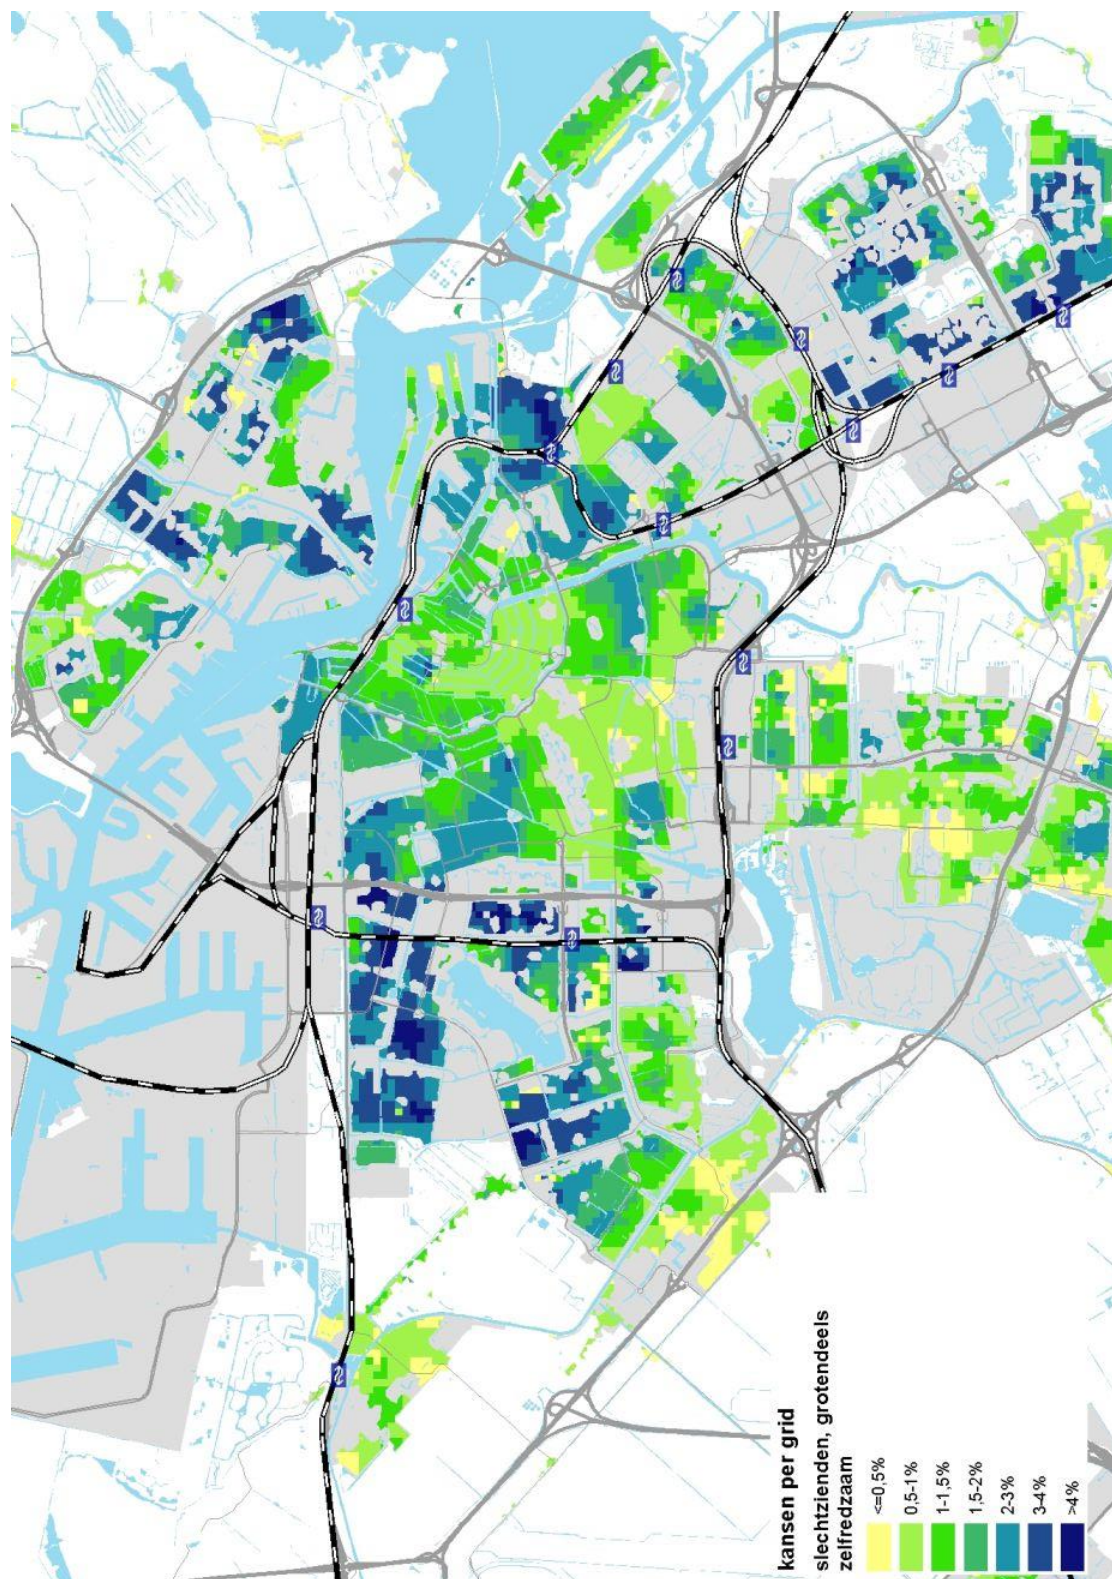 kansen per grid
slechtzienden, grotendeels
zelfredzaam
<=0,5%
0,5-1%
1-1,5%
1,5-2%
2-3%
3-4%
>4%